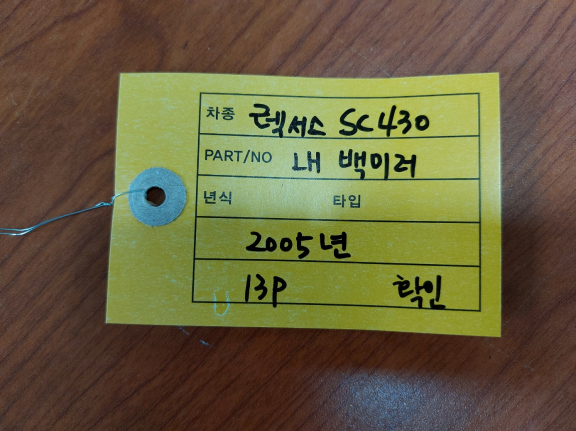 차종 렉서스 SC430
PART/NO LH 백미러
년식 타입
2005년
13P 확인